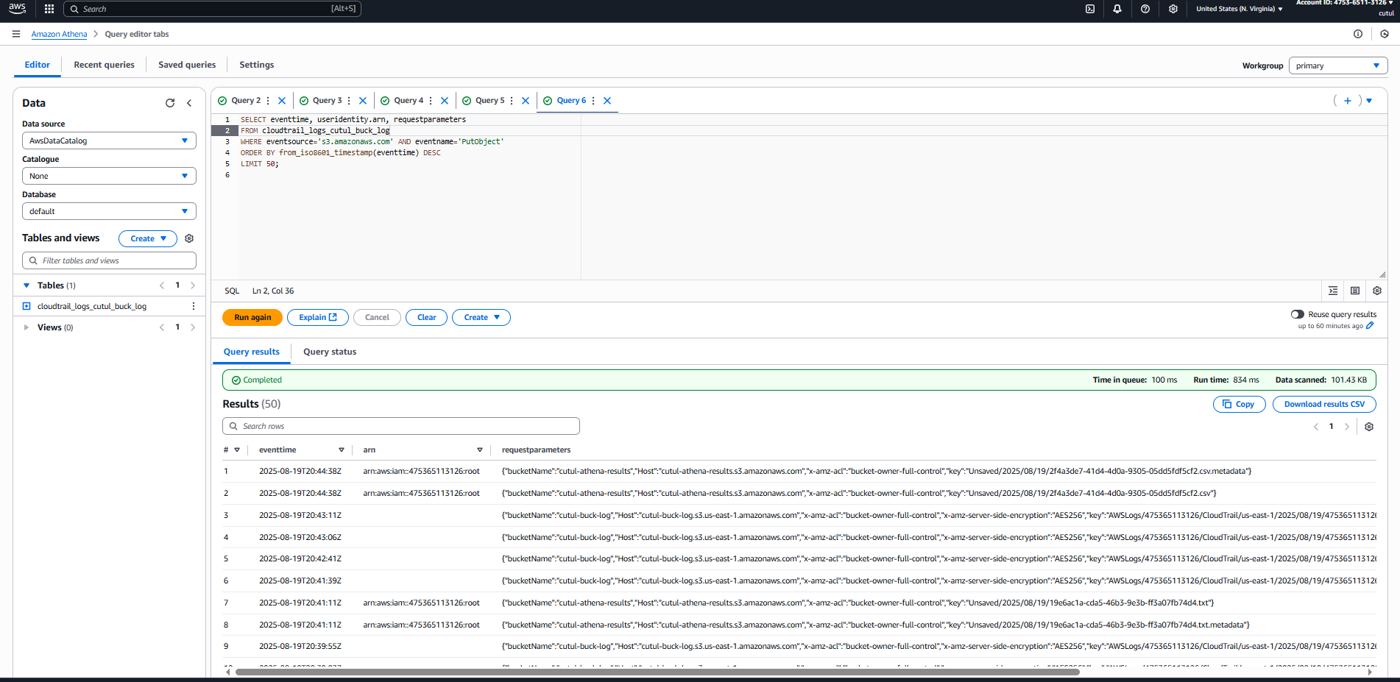 aws
Search [Alt+S]
United States (N. Virginia)
Account ID: 4753-6511-3126
cutul
Amazon Athena > Query editor tabs
Editor Recent queries Saved queries Settings
Workgroup primary
Data
Data source
AwsDataCatalog
Catalogue
None
Database
default
Tables and views Create
Filter tables and views
Tables (1) < 1 >
cloudtrail_logs_cutul_buck_log
Views (0) < 1 >
Query 2 Query 3 Query 4 Query 5 Query 6
1 SELECT eventtime, useridentity.arn, requestparameters
2 FROM cloudtrail_logs_cutul_buck_log
3 WHERE eventsource='s3.amazonaws.com' AND eventname='PutObject'
4 ORDER BY from_iso8601_timestamp(eventtime) DESC
5 LIMIT 50;
6
SQL Ln 2, Col 36
Run again Explain Cancel Clear Create
Reuse query results
up to 60 minutes ago
Query results Query status
Completed Time in queue: 100 ms Run time: 834 ms Data scanned: 101.43 KB
Results (50) Copy Download results CSV
Search rows < 1 >
# eventtime arn requestparameters
1 2025-08-19T20:44:38Z arn:aws:iam::475365113126:root {"bucketName":"cutul-athena-results","Host":"cutul-athena-results.s3.amazonaws.com","x-amz-acl":"bucket-owner-full-control","key":"Unsaved/2025/08/19/2f4a3de7-41d4-4d0a-9305-05dd5fdf5cf2.csv.metadata"}
2 2025-08-19T20:44:38Z arn:aws:iam::475365113126:root {"bucketName":"cutul-athena-results","Host":"cutul-athena-results.s3.amazonaws.com","x-amz-acl":"bucket-owner-full-control","key":"Unsaved/2025/08/19/2f4a3de7-41d4-4d0a-9305-05dd5fdf5cf2.csv"}
3 2025-08-19T20:43:11Z {"bucketName":"cutul-buck-log","Host":"cutul-buck-log.s3.us-east-1.amazonaws.com","x-amz-acl":"bucket-owner-full-control","x-amz-server-side-encryption":"AES256","key":"AWSLogs/475365113126/CloudTrail/us-east-1/2025/08/19/475365113126
4 2025-08-19T20:43:06Z {"bucketName":"cutul-buck-log","Host":"cutul-buck-log.s3.us-east-1.amazonaws.com","x-amz-acl":"bucket-owner-full-control","x-amz-server-side-encryption":"AES256","key":"AWSLogs/475365113126/CloudTrail/us-east-1/2025/08/19/475365113126
5 2025-08-19T20:42:41Z {"bucketName":"cutul-buck-log","Host":"cutul-buck-log.s3.us-east-1.amazonaws.com","x-amz-acl":"bucket-owner-full-control","x-amz-server-side-encryption":"AES256","key":"AWSLogs/475365113126/CloudTrail/us-east-1/2025/08/19/475365113126
6 2025-08-19T20:41:39Z {"bucketName":"cutul-buck-log","Host":"cutul-buck-log.s3.us-east-1.amazonaws.com","x-amz-acl":"bucket-owner-full-control","x-amz-server-side-encryption":"AES256","key":"AWSLogs/475365113126/CloudTrail/us-east-1/2025/08/19/475365113126
7 2025-08-19T20:41:11Z arn:aws:iam::475365113126:root {"bucketName":"cutul-athena-results","Host":"cutul-athena-results.s3.amazonaws.com","x-amz-acl":"bucket-owner-full-control","key":"Unsaved/2025/08/19/19e6ac1a-cda5-46b3-9e3b-ff3a07fb74d4.txt"}
8 2025-08-19T20:41:11Z arn:aws:iam::475365113126:root {"bucketName":"cutul-athena-results","Host":"cutul-athena-results.s3.amazonaws.com","x-amz-acl":"bucket-owner-full-control","key":"Unsaved/2025/08/19/19e6ac1a-cda5-46b3-9e3b-ff3a07fb74d4.txt.metadata"}
9 2025-08-19T20:39:55Z {"bucketName":"cutul-buck-log","Host":"cutul-buck-log.s3.us-east-1.amazonaws.com","x-amz-acl":"bucket-owner-full-control","x-amz-server-side-encryption":"AES256","key":"AWSLogs/475365113126/CloudTrail/us-east-1/2025/08/19/475365113126